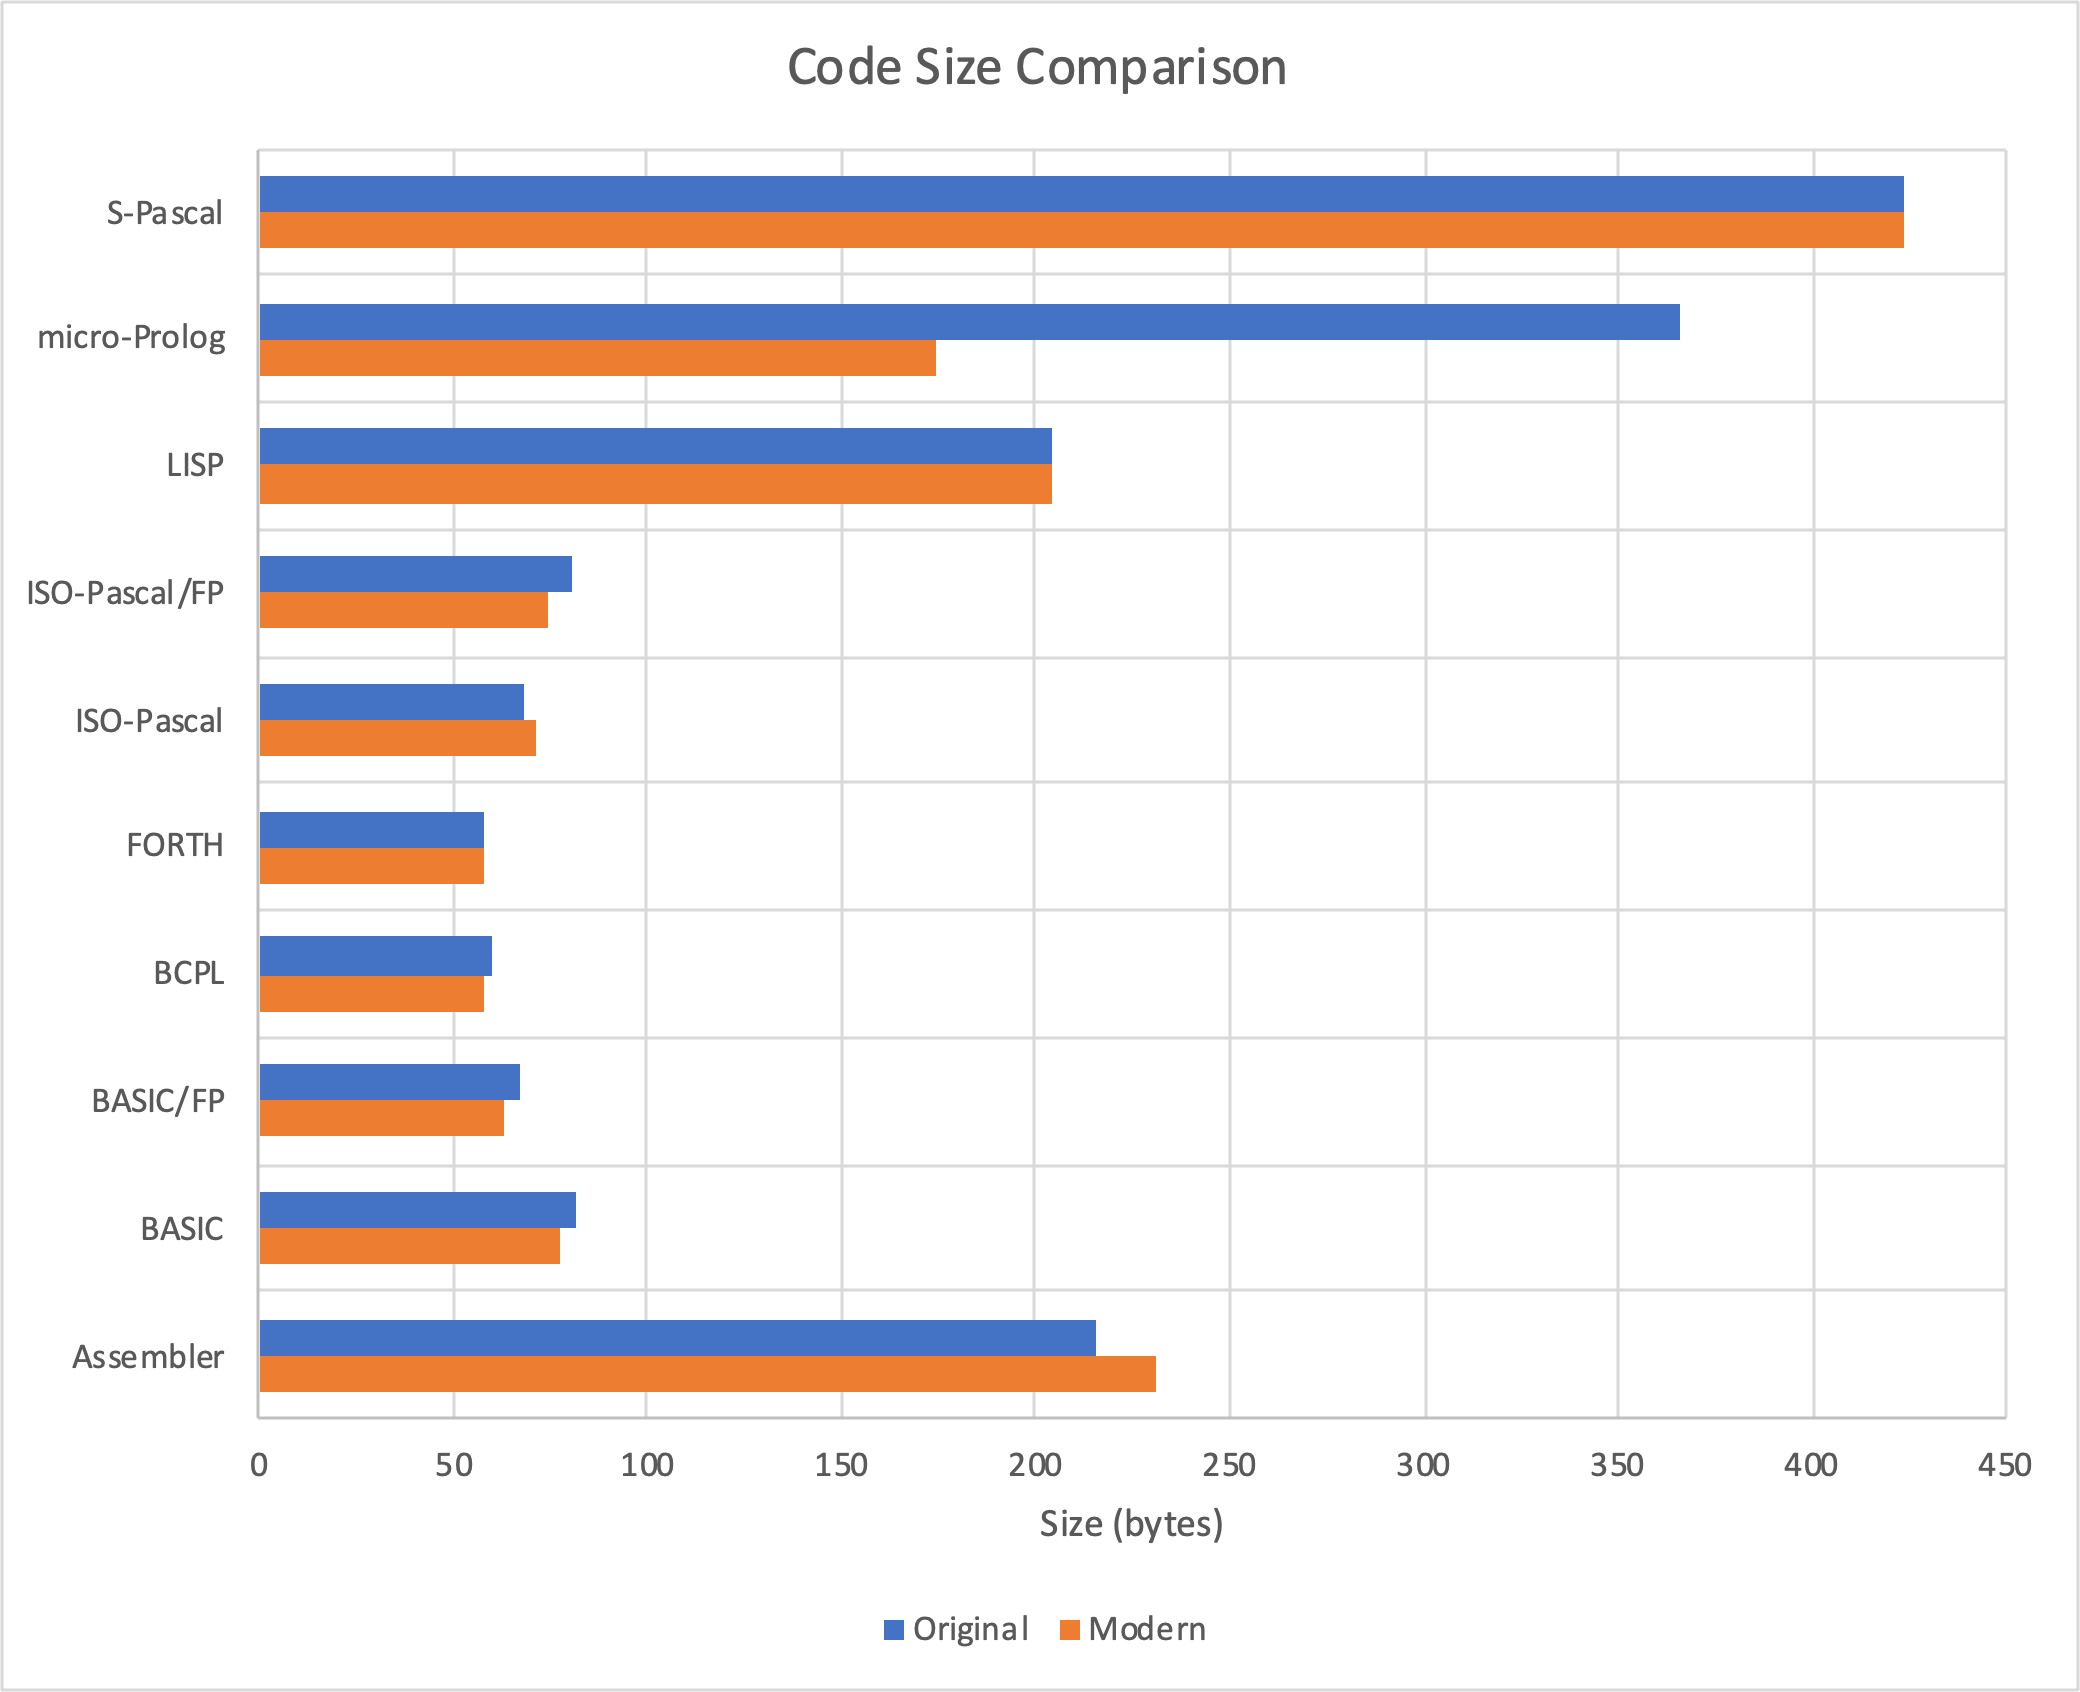 Code Size Comparison
S-Pascal
micro-Prolog
LISP
ISO-Pascal/FP
ISO-Pascal
FORTH
BCPL
BASIC/FP
BASIC
Assembler
0 50 100 150 200 250 300 350 400 450
Size (bytes)
Original Modern